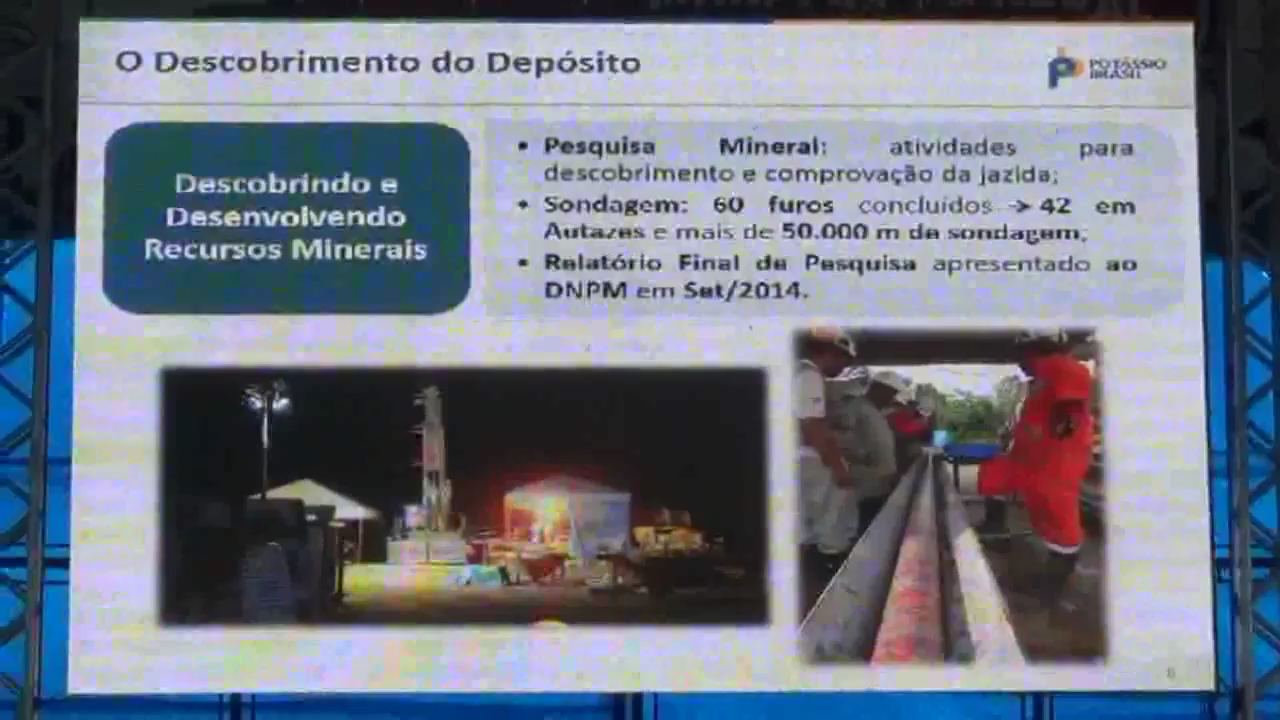 O Descobrimento do Depósito
POTÁSSIO
BRASIL
Descobrindo e
Desenvolvendo
Recursos Minerais
• Pesquisa Mineral: atividades para
descobrimento e comprovação da jazida;
• Sondagem: 60 furos concluídos → 42 em
Autazes e mais de 50.000 m de sondagem;
• Relatório Final de Pesquisa apresentado ao
DNPM em Set/2014.